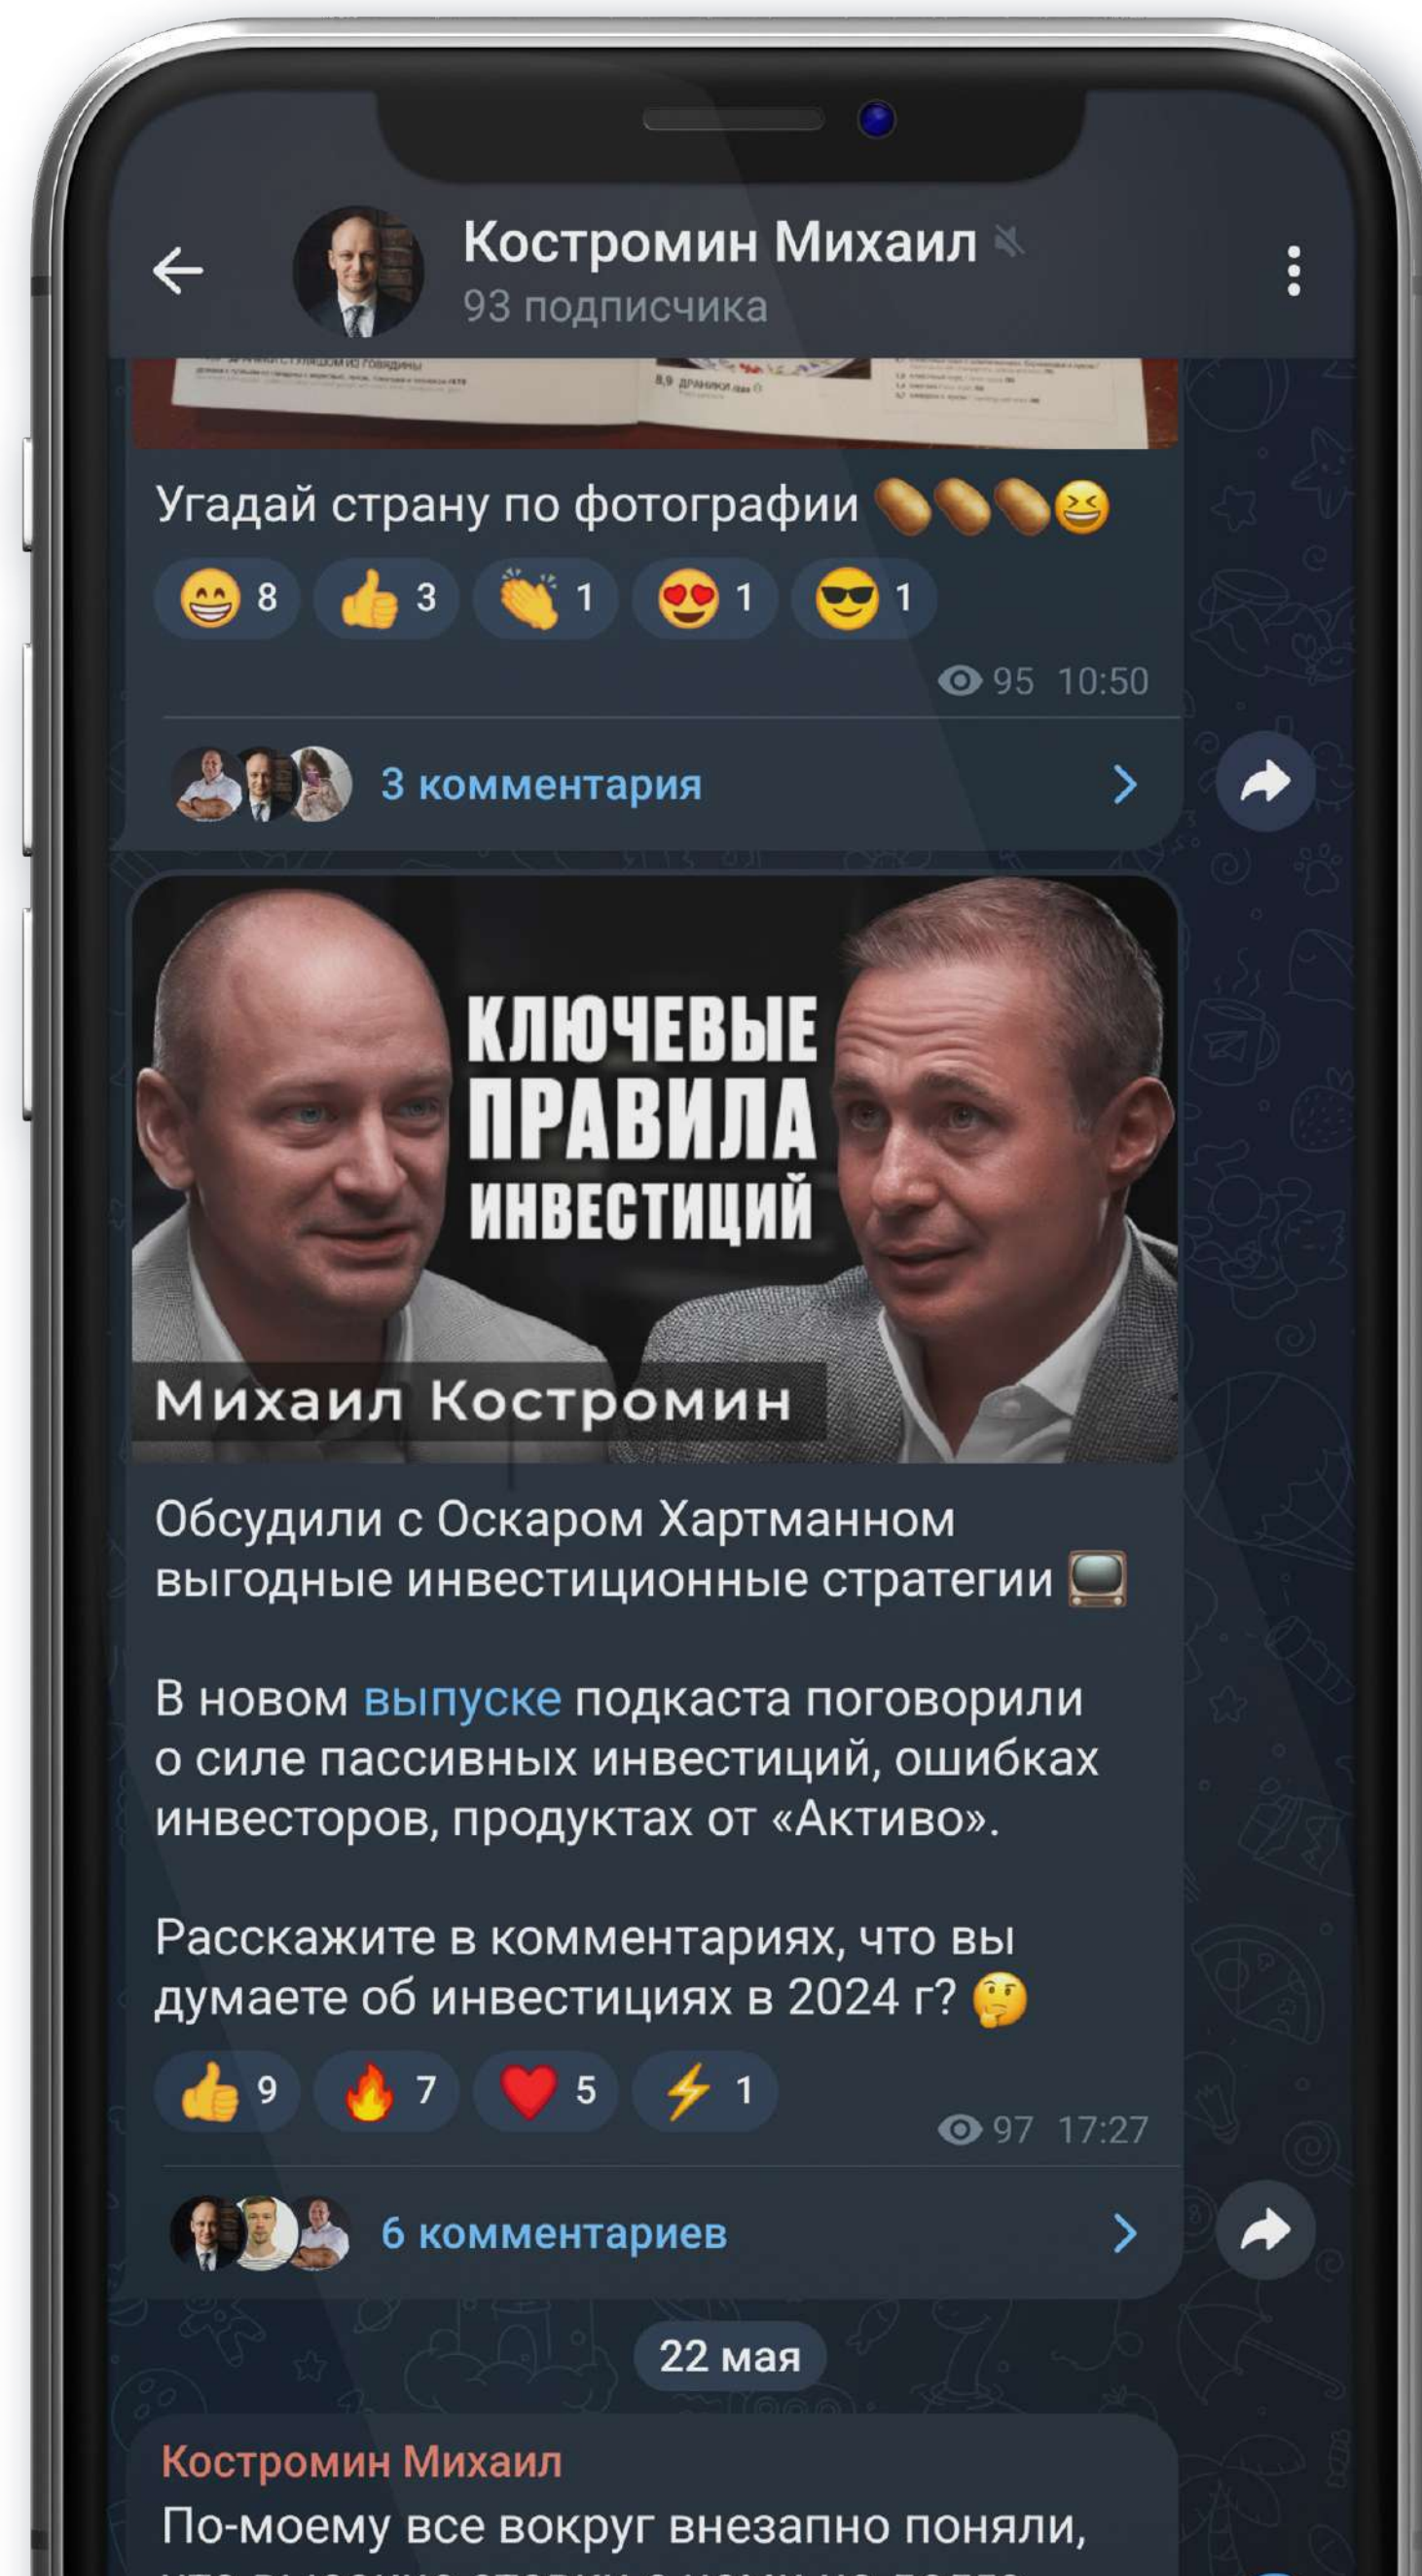 Костромин Михаил
93 подписчика
8,9 ДРАНИКИ
Угадай страну по фотографии 🥔🥔🥔😆
😁 8 👍 3 👏 1 😍 1 😎 1
95 10:50
3 комментария
КЛЮЧЕВЫЕ
ПРАВИЛА
ИНВЕСТИЦИЙ
Михаил Костромин
Обсудили с Оскаром Хартманном
выгодные инвестиционные стратегии 📺
В новом выпуске подкаста поговорили
о силе пассивных инвестиций, ошибках
инвесторов, продуктах от «Активо».
Расскажите в комментариях, что вы
думаете об инвестициях в 2024 г? 🤔
👍 9 🔥 7 ❤️ 5 ⚡ 1
97 17:27
6 комментариев
22 мая
Костромин Михаил
По-моему все вокруг внезапно поняли,